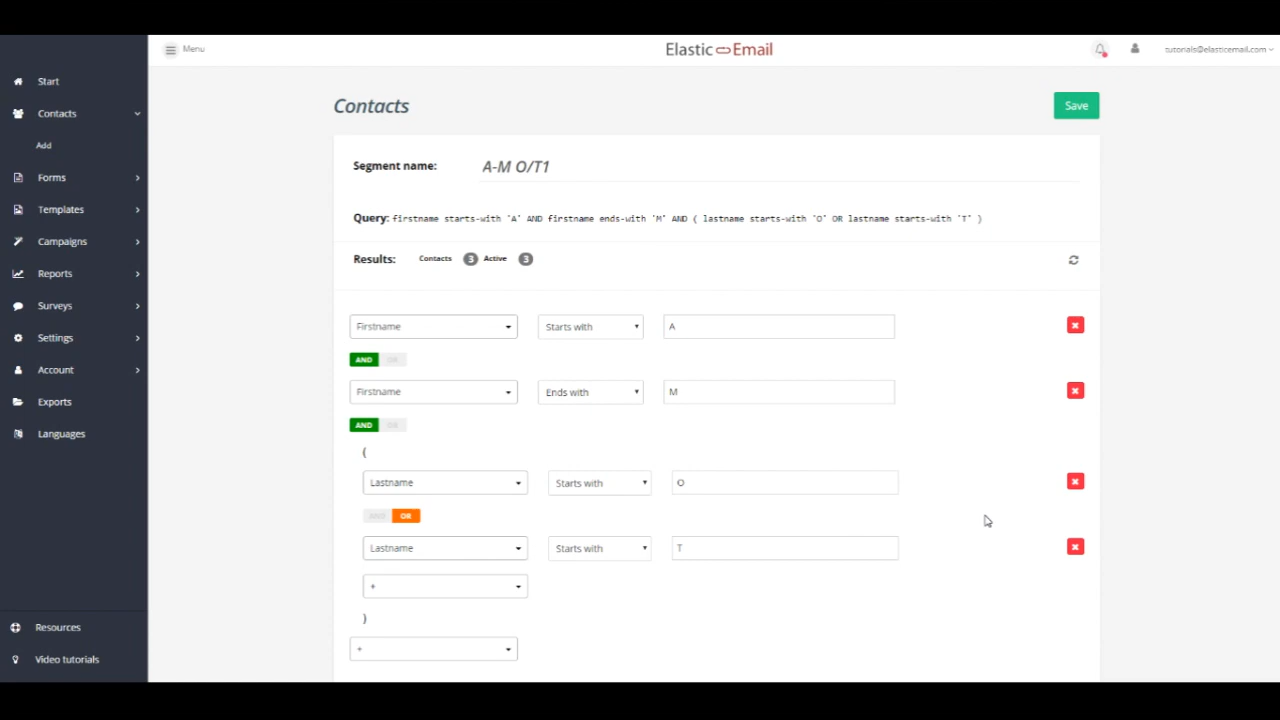 Menu
Elastic Email
tutorials@elasticemail.com
Start
Contacts
Add
Forms
Templates
Campaigns
Reports
Surveys
Settings
Account
Exports
Languages
Resources
Video tutorials
Contacts
Save
Segment name: A-M O/T1
Query: firstname starts-with 'A' AND firstname ends-with 'M' AND ( lastname starts-with 'O' OR lastname starts-with 'T' )
Results: Contacts 3 Active 3
Firstname Starts with A
AND OR
Firstname Ends with M
AND OR
(
Lastname Starts with O
AND OR
Lastname Starts with T
+
)
+